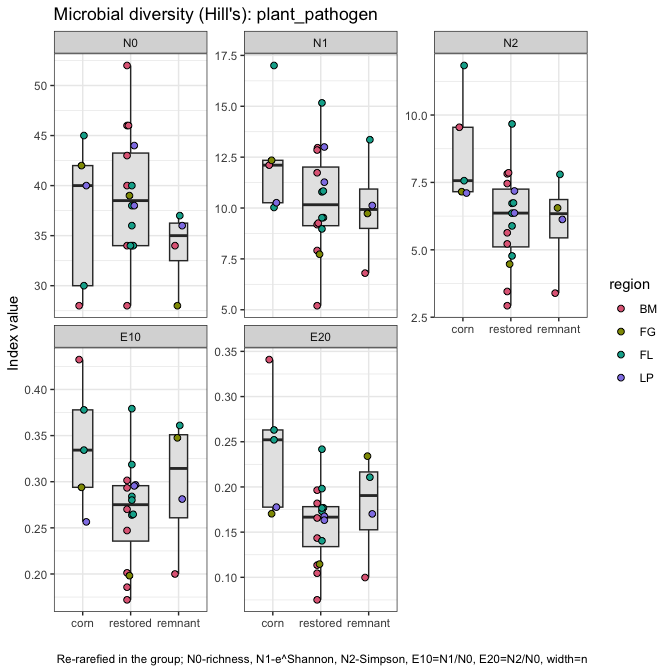 Microbial diversity (Hill's): plant_pathogen
N0
N1
N2
50
45
40
35
30
17.5
15.0
12.5
10.0
7.5
5.0
10.0
7.5
5.0
2.5
corn restored remnant
Index value
region
BM
FG
FL
LP
E10
E20
0.40
0.35
0.30
0.25
0.20
0.35
0.30
0.25
0.20
0.15
0.10
corn restored remnant
corn restored remnant
Re-rarefied in the group; N0-richness, N1-e^Shannon, N2-Simpson, E10=N1/N0, E20=N2/N0, width=n